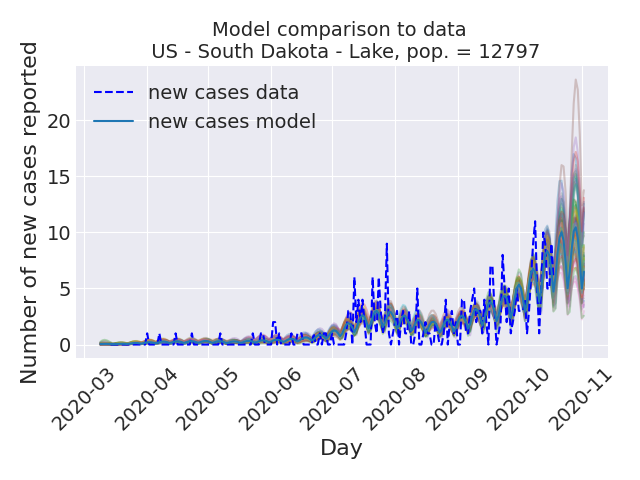 Model comparison to data
US - South Dakota - Lake, pop. = 12797
Number of new cases reported
new cases data
new cases model
20
15
10
5
0
2020-03
2020-04
2020-05
2020-06
2020-07
2020-08
2020-09
2020-10
2020-11
Day